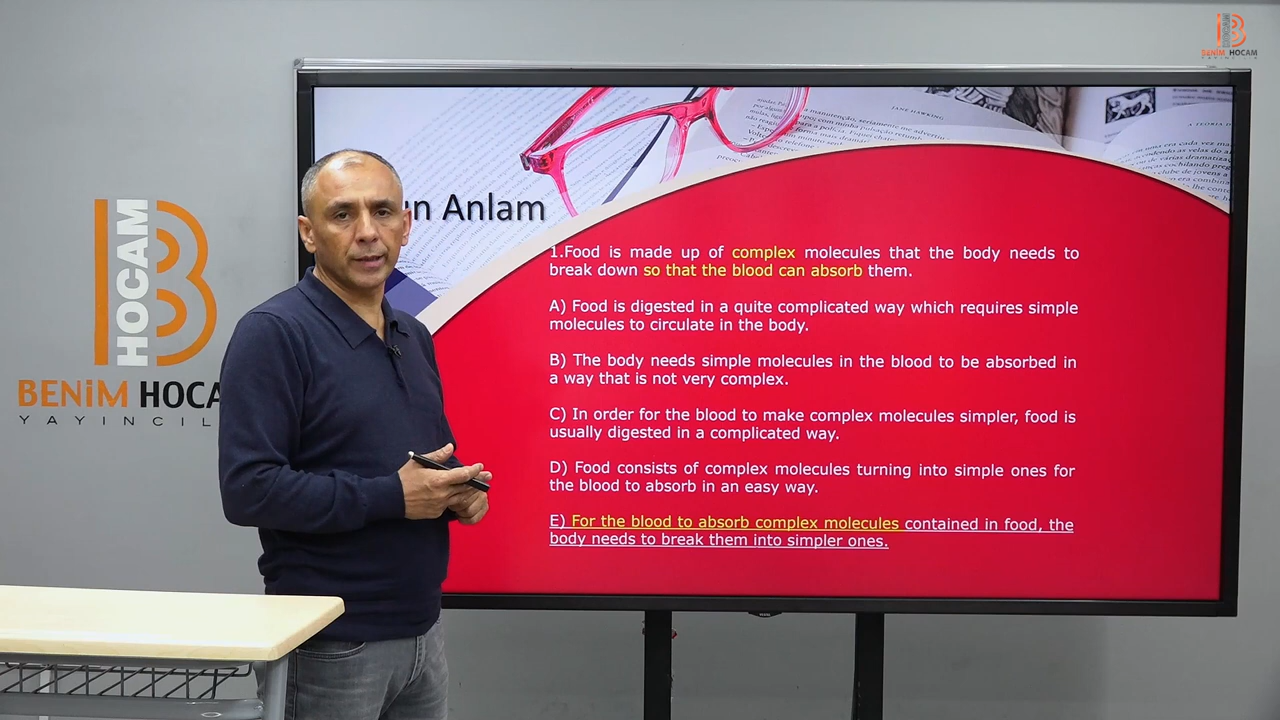 BENİM HOCAM
YAYINCILIK
HOCAM
BENİM HOCA
YAYINCIL
un Anlam
1.Food is made up of complex molecules that the body needs to
break down so that the blood can absorb them.
A) Food is digested in a quite complicated way which requires simple
molecules to circulate in the body.
B) The body needs simple molecules in the blood to be absorbed in
a way that is not very complex.
C) In order for the blood to make complex molecules simpler, food is
usually digested in a complicated way.
D) Food consists of complex molecules turning into simple ones for
the blood to absorb in an easy way.
E) For the blood to absorb complex molecules contained in food, the
body needs to break them into simpler ones.
JANE HAWKING
A TEORIA D